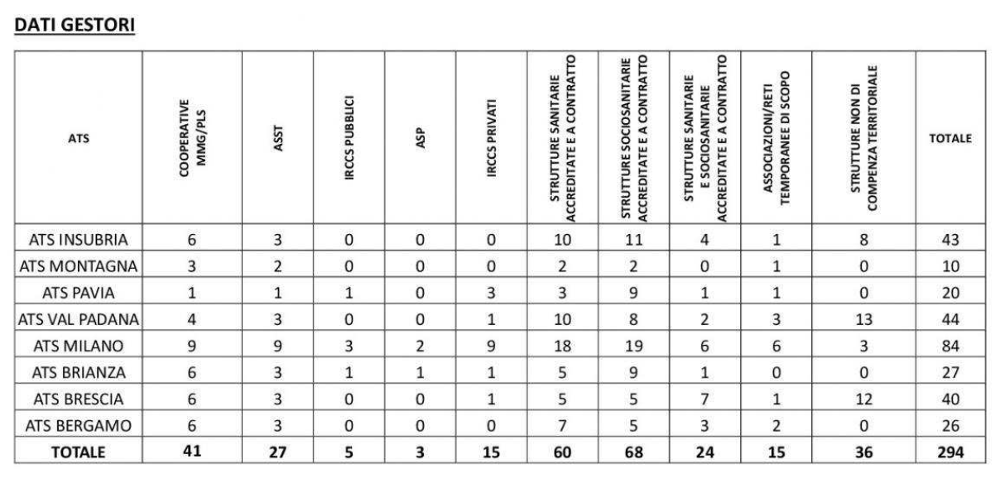 DATI GESTORI
ATS
COOPERATIVE
MMG/PLS
ASST
IRCCS PUBBLICI
ASP
IRCCS PRIVATI
STRUTTURE SANITARIE
ACCREDITATE E A CONTRATTO
STRUTTURE SOCIOSANITARIE
ACCREDITATE E A CONTRATTO
STRUTTURE SANITARIE
E SOCIOSANITARIE
ACCREDITATE E A CONTRATTO
ASSOCIAZIONI/RETI
TEMPORANEE DI SCOPO
STRUTTURE NON DI
COMPENZA TERRITORIALE
TOTALE
ATS INSUBRIA 6 3 0 0 0 10 11 4 1 8 43
ATS MONTAGNA 3 2 0 0 0 2 2 0 1 0 10
ATS PAVIA 1 1 1 0 3 3 9 1 1 0 20
ATS VAL PADANA 4 3 0 0 1 10 8 2 3 13 44
ATS MILANO 9 9 3 2 9 18 19 6 6 3 84
ATS BRIANZA 6 3 1 1 1 5 9 1 0 0 27
ATS BRESCIA 6 3 0 0 1 5 5 7 1 12 40
ATS BERGAMO 6 3 0 0 0 7 5 3 2 0 26
TOTALE 41 27 5 3 15 60 68 24 15 36 294